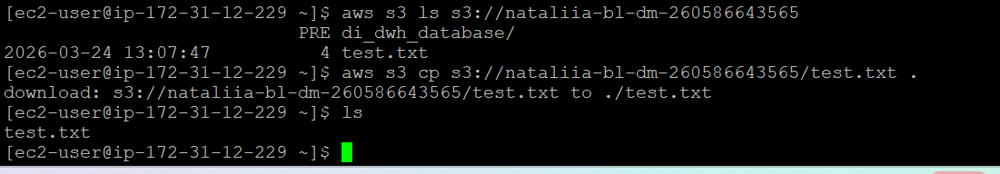 [ec2-user@ip-172-31-12-229 ~]$ aws s3 ls s3://nataliia-bl-dm-260586643565
                           PRE di_dwh_database/
2026-03-24 13:07:47          4 test.txt
[ec2-user@ip-172-31-12-229 ~]$ aws s3 cp s3://nataliia-bl-dm-260586643565/test.txt .
download: s3://nataliia-bl-dm-260586643565/test.txt to ./test.txt
[ec2-user@ip-172-31-12-229 ~]$ ls
test.txt
[ec2-user@ip-172-31-12-229 ~]$